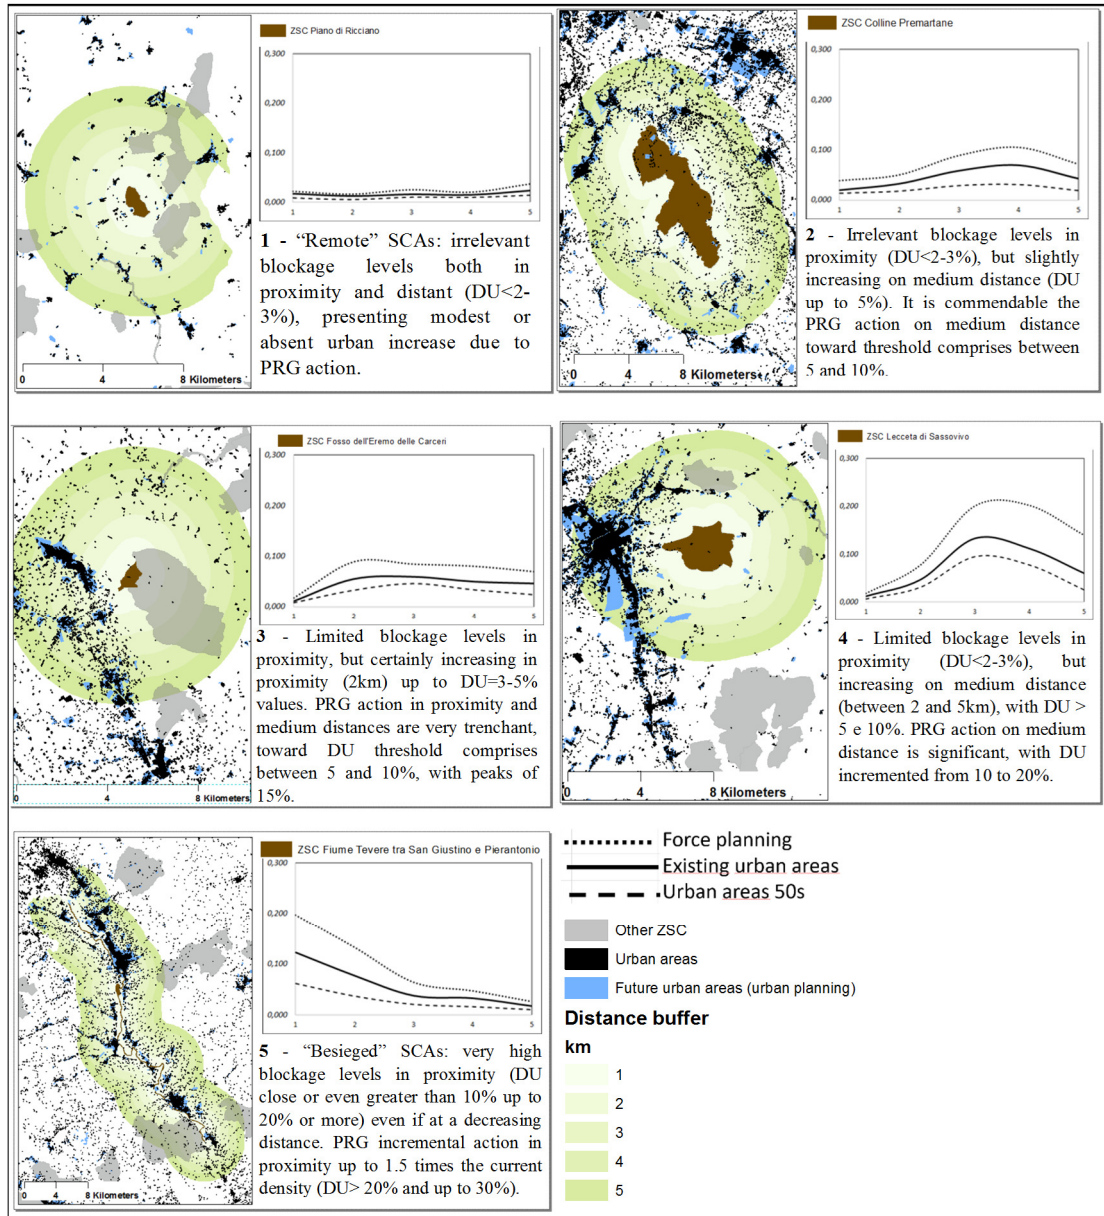 ZSC Piano di Ricciano
0,300
0,200
0,100
0,000
1 2 3 4 5
0 4 8 Kilometers
1 - “Remote” SCAs: irrelevant
blockage levels both in
proximity and distant (DU<2-
3%), presenting modest or
absent urban increase due to
PRG action.
ZSC Colline Premartane
0,300
0,200
0,100
0,000
1 2 3 4 5
0 4 8 Kilometers
2 - Irrelevant blockage levels in
proximity (DU<2-3%), but slightly
increasing on medium distance (DU
up to 5%). It is commendable the
PRG action on medium distance
toward threshold comprises between
5 and 10%.
ZSC Fosso dell'Eremo delle Carceri
0,300
0,200
0,100
0,000
1 2 3 4 5
0 4 8 Kilometers
3 - Limited blockage levels in
proximity, but certainly increasing in
proximity (2km) up to DU=3-5%
values. PRG action in proximity and
medium distances are very trenchant,
toward DU threshold comprises
between 5 and 10%, with peaks of
15%.
ZSC Lecceta di Sassovivo
0,300
0,200
0,100
0,000
1 2 3 4 5
0 4 8 Kilometers
4 - Limited blockage levels in
proximity (DU<2-3%), but
increasing on medium distance
(between 2 and 5km), with DU >
5 e 10%. PRG action on medium
distance is significant, with DU
incremented from 10 to 20%.
ZSC Fiume Tevere tra San Giustino e Pierantonio
0,300
0,200
0,100
0,000
1 2 3 4 5
0 4 8 Kilometers
5 - “Besieged” SCAs: very high
blockage levels in proximity (DU
close or even greater than 10% up to
20% or more) even if at a decreasing
distance. PRG incremental action in
proximity up to 1.5 times the current
density (DU> 20% and up to 30%).
Force planning
Existing urban areas
Urban areas 50s
Other ZSC
Urban areas
Future urban areas (urban planning)
Distance buffer
km
1
2
3
4
5